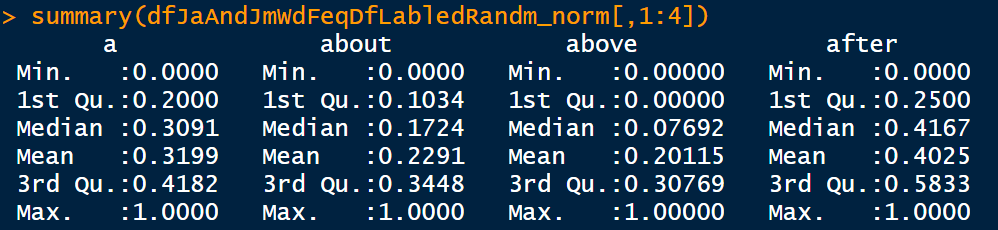 > summary(dfJaAndJmWdFeqDfLabledRandm_norm[,1:4])
a about above after
Min. :0.0000 Min. :0.0000 Min. :0.00000 Min. :0.0000
1st Qu.:0.2000 1st Qu.:0.1034 1st Qu.:0.00000 1st Qu.:0.2500
Median :0.3091 Median :0.1724 Median :0.07692 Median :0.4167
Mean :0.3199 Mean :0.2291 Mean :0.20115 Mean :0.4025
3rd Qu.:0.4182 3rd Qu.:0.3448 3rd Qu.:0.30769 3rd Qu.:0.5833
Max. :1.0000 Max. :1.0000 Max. :1.00000 Max. :1.0000